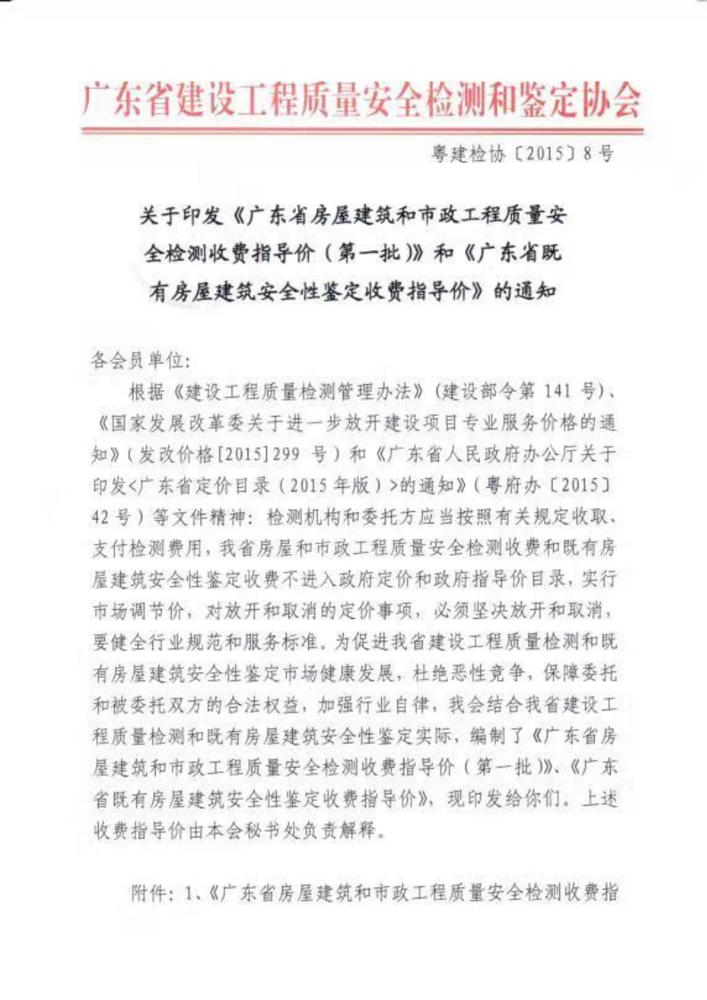 广东省建设工程质量安全检测和鉴定协会
粤建检协〔2015〕8号
关于印发《广东省房屋建筑和市政工程质量安
全检测收费指导价（第一批）》和《广东省既
有房屋建筑安全性鉴定收费指导价》的通知
各会员单位：
根据《建设工程质量检测管理办法》（建设部令第 141 号）、
《国家发展改革委关于进一步放开建设项目专业服务价格的通
知》（发改价格[2015]299 号）和《广东省人民政府办公厅关于
印发<广东省定价目录（2015 年版）>的通知》（粤府办〔2015〕
42 号）等文件精神：检测机构和委托方应当按照有关规定收取、
支付检测费用，我省房屋和市政工程质量安全检测收费和既有房
屋建筑安全性鉴定收费不进入政府定价和政府指导价目录，实行
市场调节价，对放开和取消的定价事项，必须坚决放开和取消，
要健全行业规范和服务标准。为促进我省建设工程质量检测和既
有房屋建筑安全性鉴定市场健康发展，杜绝恶性竞争，保障委托
和被委托双方的合法权益，加强行业自律，我会结合我省建设工
程质量检测和既有房屋建筑安全性鉴定实际，编制了《广东省房
屋建筑和市政工程质量安全检测收费指导价（第一批）》、《广东
省既有房屋建筑安全性鉴定收费指导价》，现印发给你们。上述
收费指导价由本会秘书处负责解释。
附件：1、《广东省房屋建筑和市政工程质量安全检测收费指